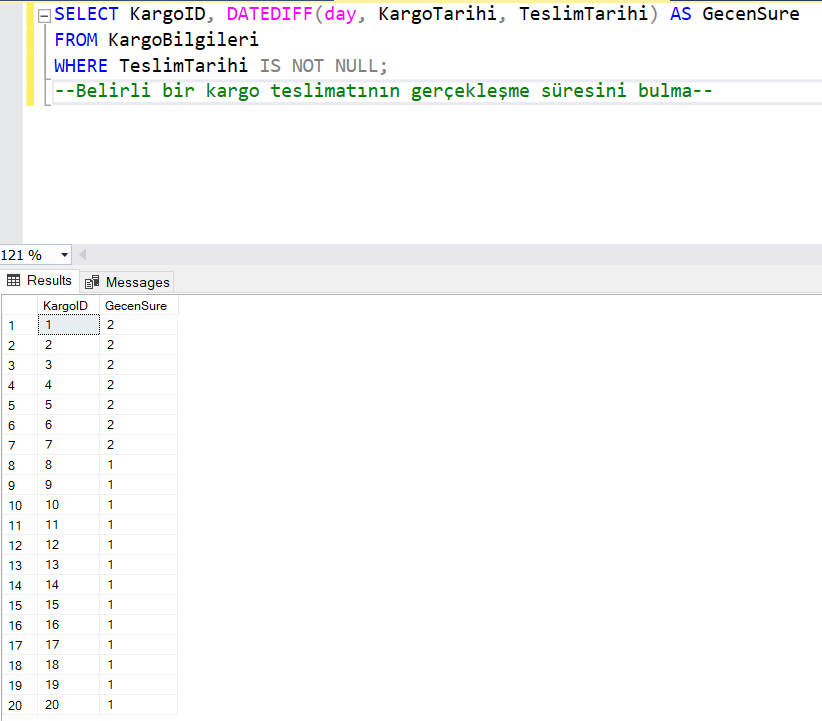 SELECT KargoID, DATEDIFF(day, KargoTarihi, TeslimTarihi) AS GecenSure
FROM KargoBilgileri
WHERE TeslimTarihi IS NOT NULL;
--Belirli bir kargo teslimatının gerçekleşme süresini bulma--
121 %
Results Messages
KargoID GecenSure
1 1 2
2 2 2
3 3 2
4 4 2
5 5 2
6 6 2
7 7 2
8 8 1
9 9 1
10 10 1
11 11 1
12 12 1
13 13 1
14 14 1
15 15 1
16 16 1
17 17 1
18 18 1
19 19 1
20 20 1